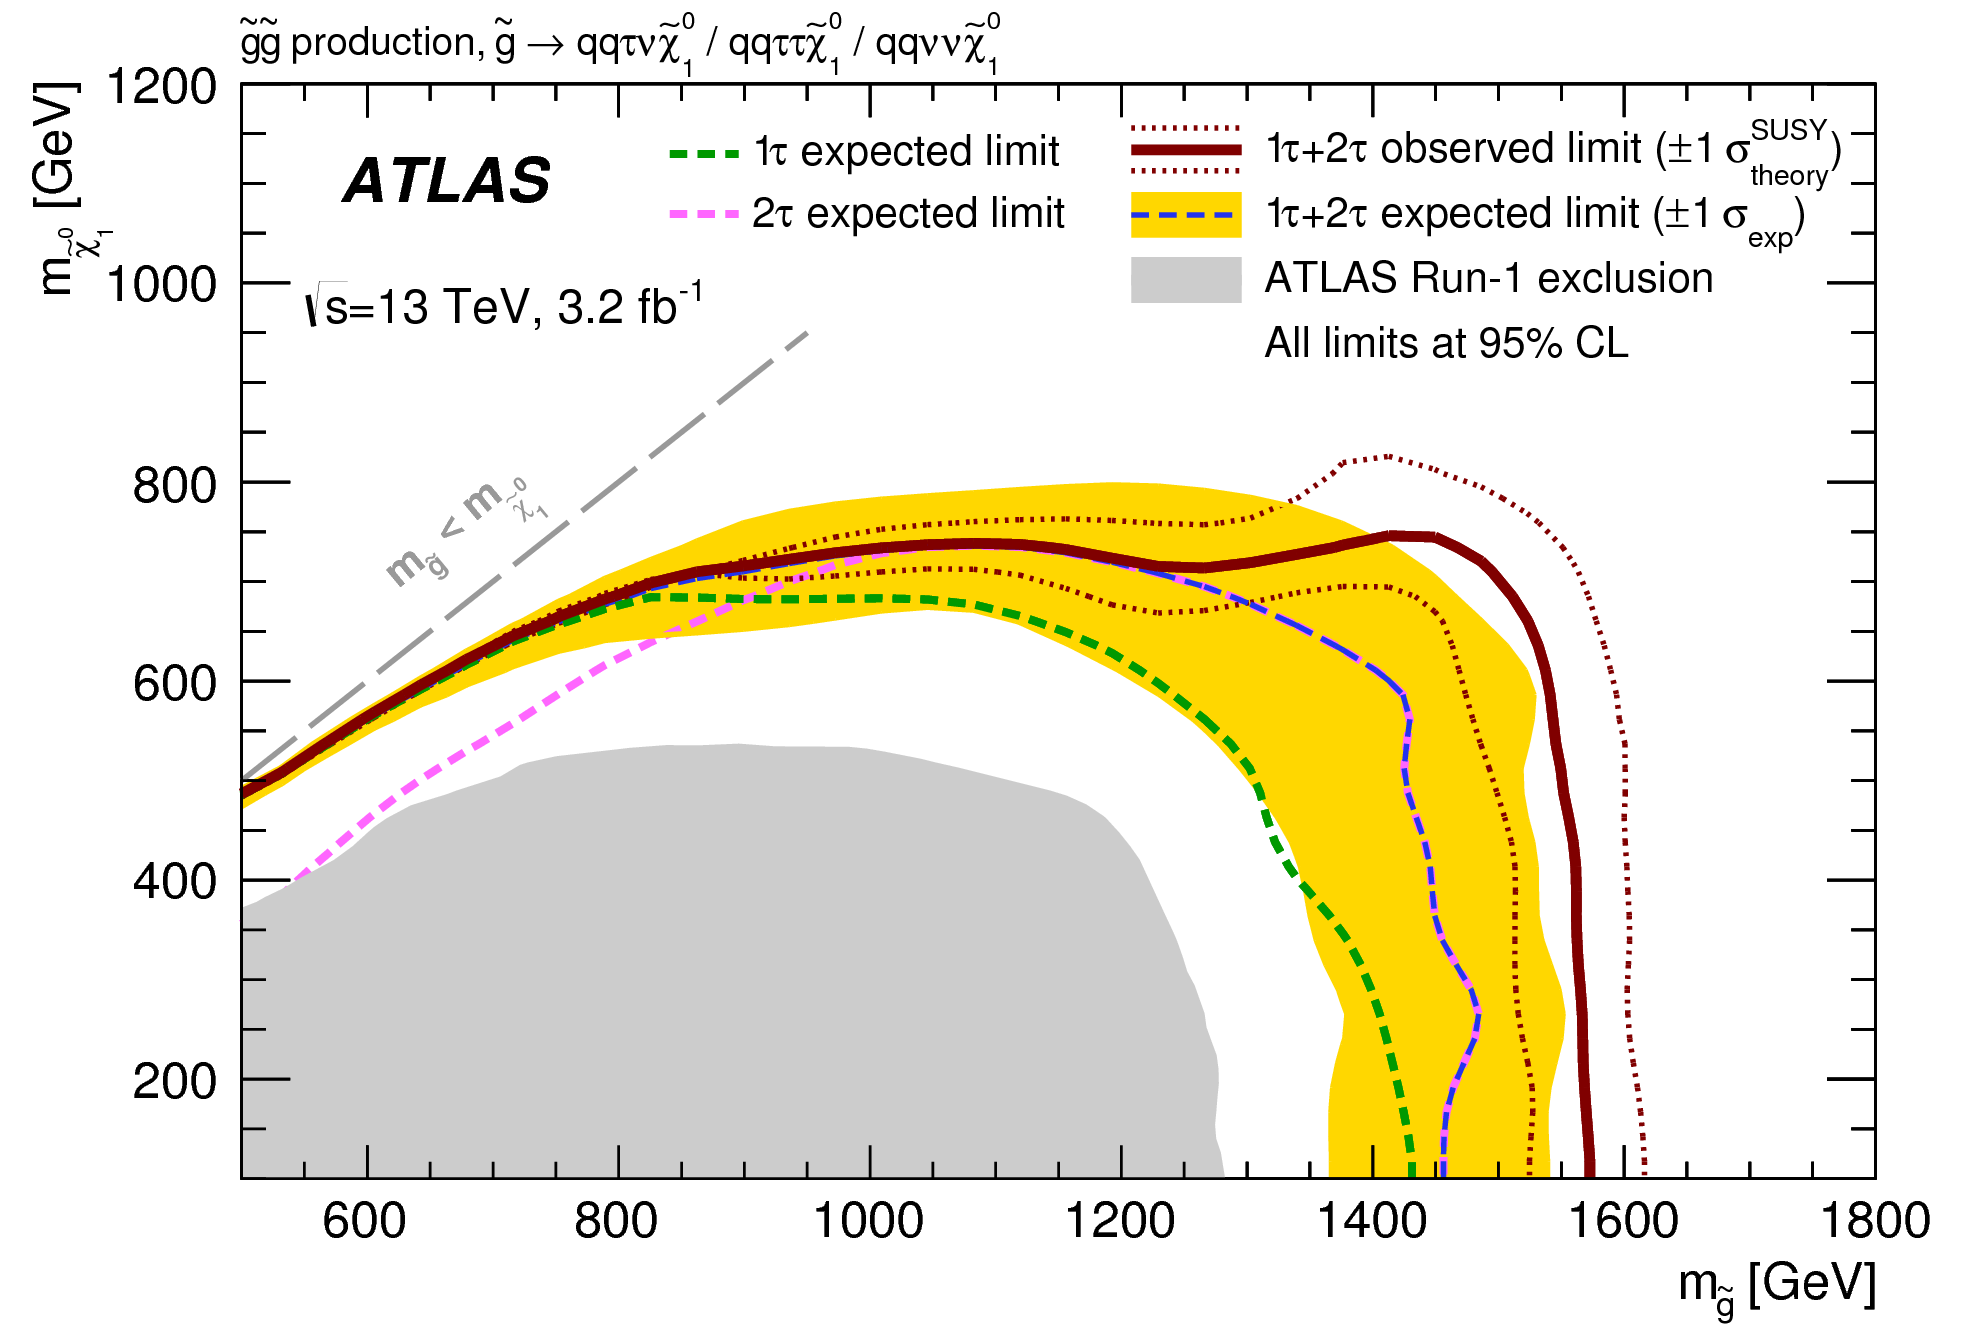 g̃g̃ production, g̃ → qqτνχ̃⁰₁ / qqττχ̃⁰₁ / qqννχ̃⁰₁
m_χ̃⁰₁ [GeV]
1200
1000
800
600
400
200
ATLAS
√s=13 TeV, 3.2 fb⁻¹
1τ expected limit
2τ expected limit
1τ+2τ observed limit (±1 σ^SUSY_theory)
1τ+2τ expected limit (±1 σ_exp)
ATLAS Run-1 exclusion
All limits at 95% CL
m_g̃ < m_χ̃⁰₁
600 800 1000 1200 1400 1600 1800
m_g̃ [GeV]